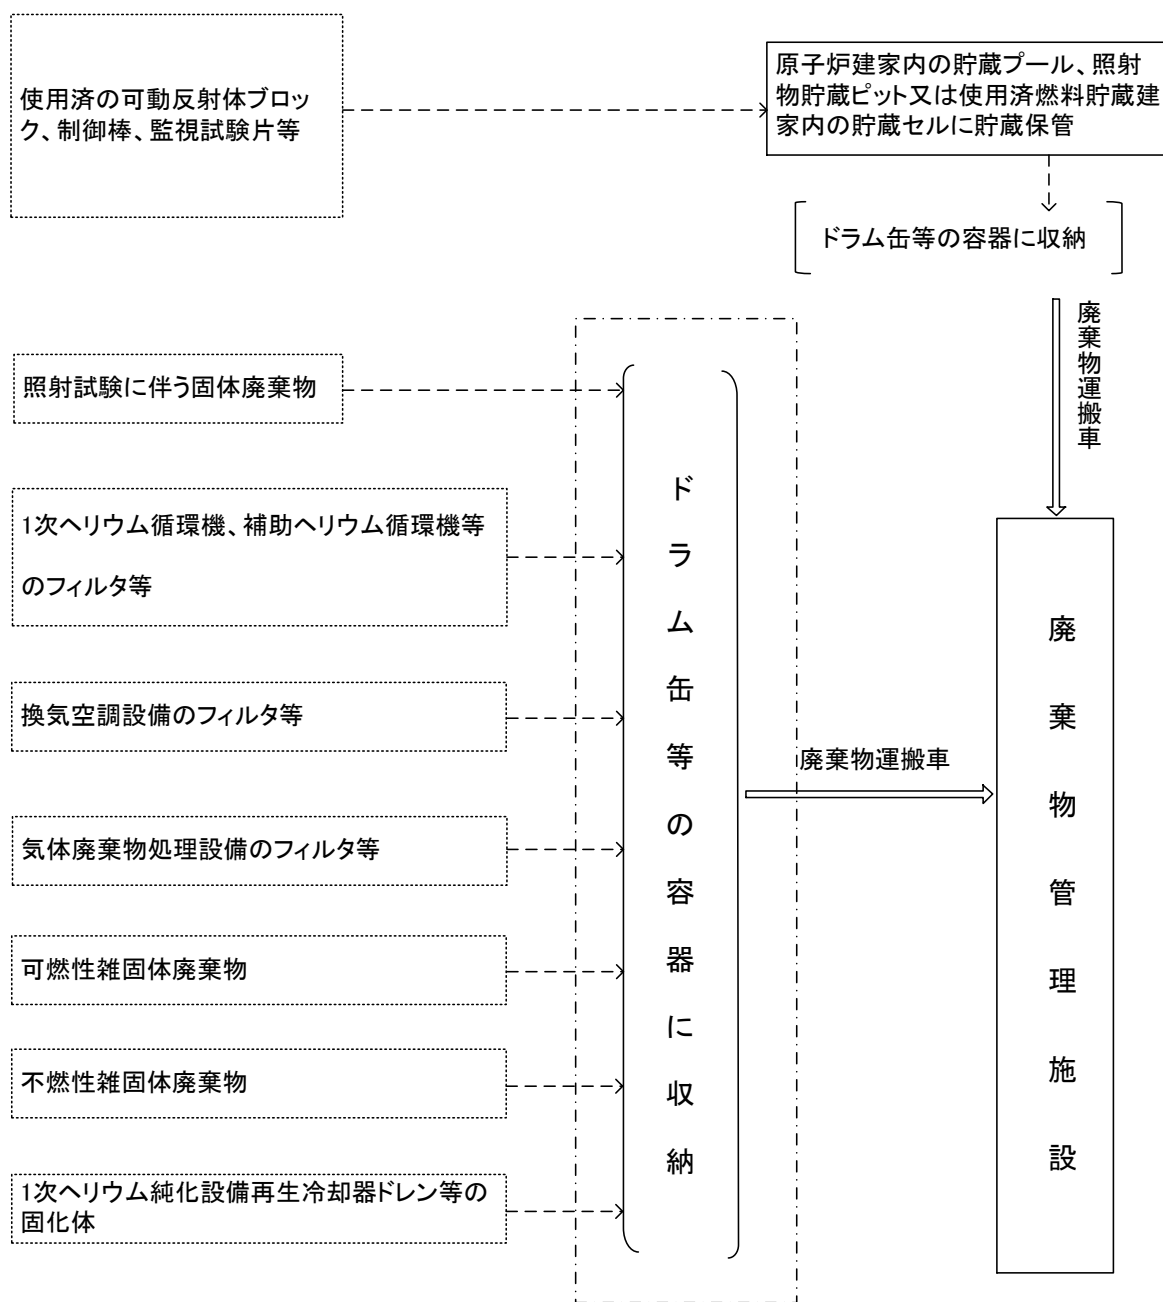 使用済の可動反射体ブロッ
ク、制御棒、監視試験片等
原子炉建家内の貯蔵プール、照射
物貯蔵ピット又は使用済燃料貯蔵建
家内の貯蔵セルに貯蔵保管
ドラム缶等の容器に収納
廃棄物運搬車
照射試験に伴う固体廃棄物
1次ヘリウム循環機、補助ヘリウム循環機等
のフィルタ等
換気空調設備のフィルタ等
気体廃棄物処理設備のフィルタ等
可燃性雑固体廃棄物
不燃性雑固体廃棄物
1次ヘリウム純化設備再生冷却器ドレン等の
固化体
ドラム缶等の容器に収納
廃棄物運搬車
廃棄物管理施設